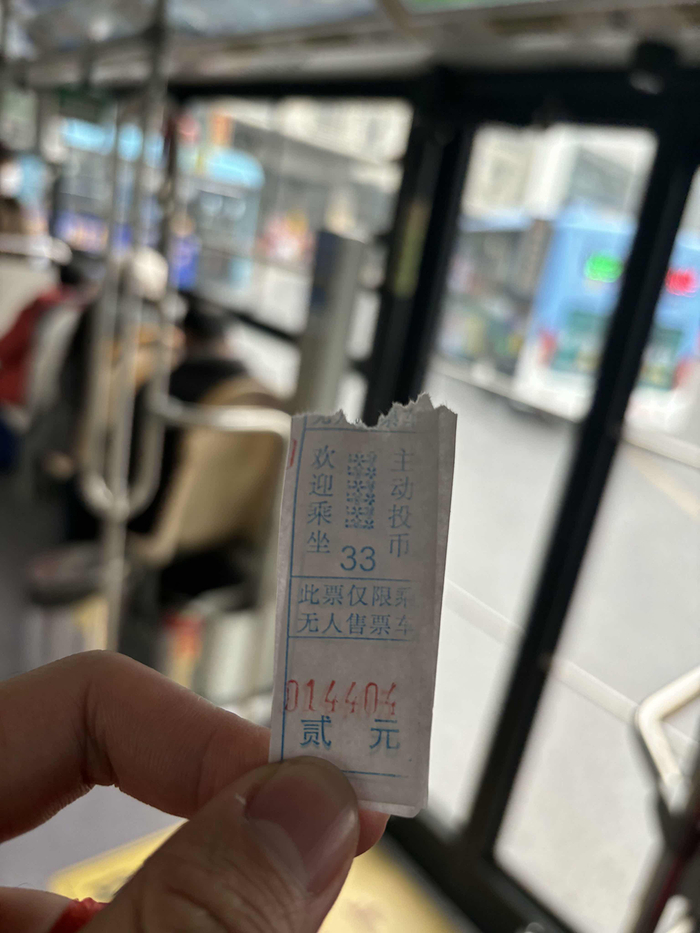 欢迎乘坐
主动投币
33
此票仅限乘
无人售票车
014404
贰 元